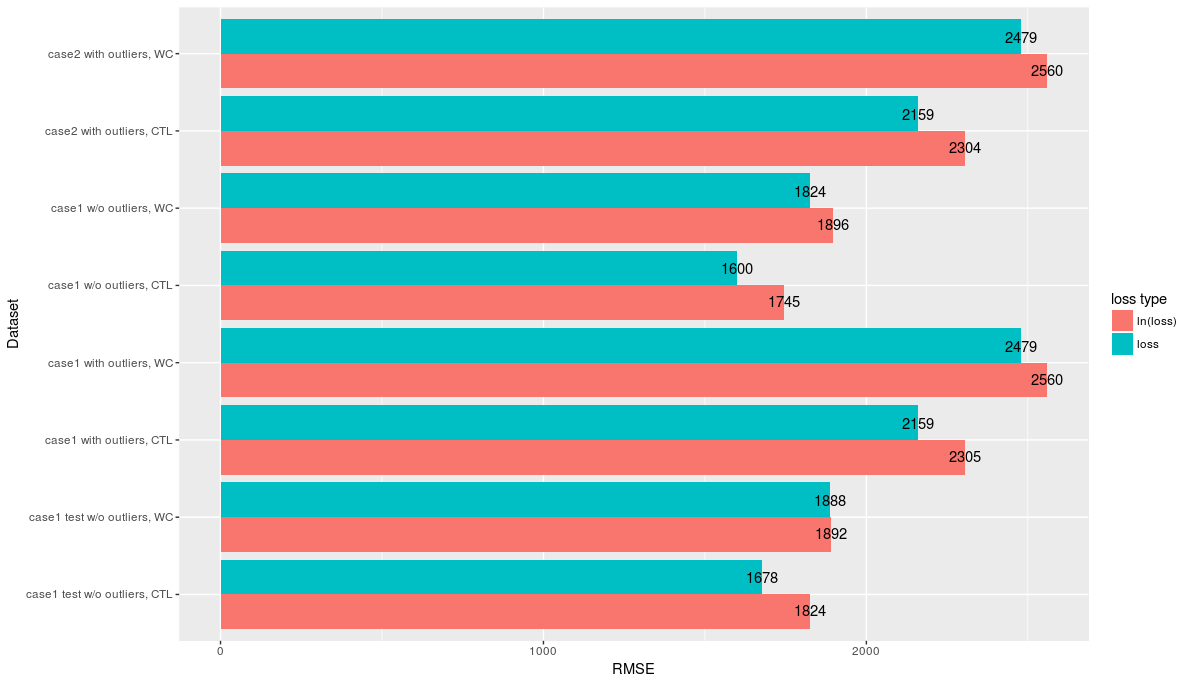 case2 with outliers, WC
2479
2560
case2 with outliers, CTL
2159
2304
case1 w/o outliers, WC
1824
1896
case1 w/o outliers, CTL
1600
1745
case1 with outliers, WC
2479
2560
case1 with outliers, CTL
2159
2305
case1 test w/o outliers, WC
1888
1892
case1 test w/o outliers, CTL
1678
1824
0 1000 2000
RMSE
Dataset
loss type
ln(loss)
loss